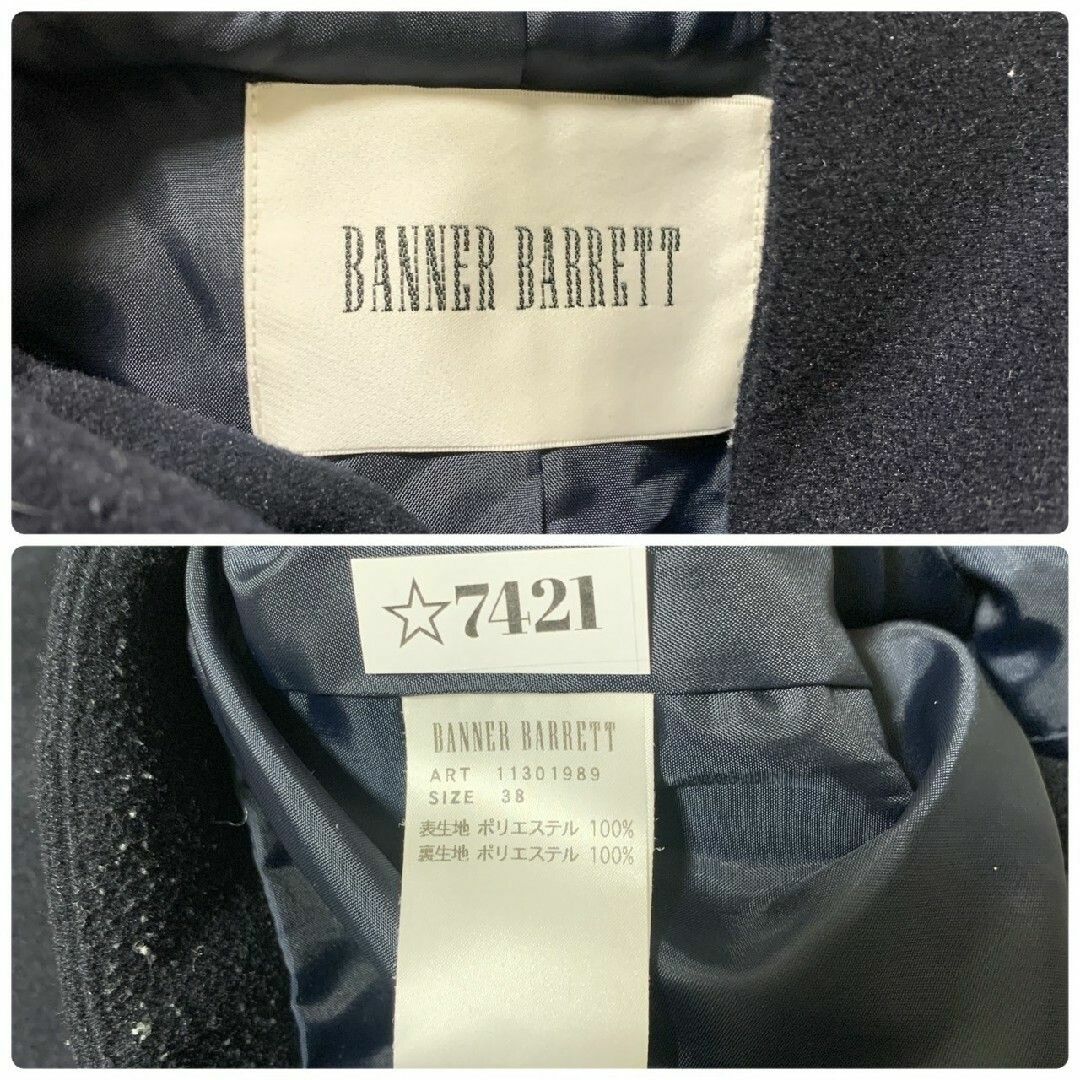 BANNER BARRETT
☆7421
BANNER BARRETT
ART 11301989
SIZE 38
表生地 ポリエステル 100%
裏生地 ポリエステル 100%